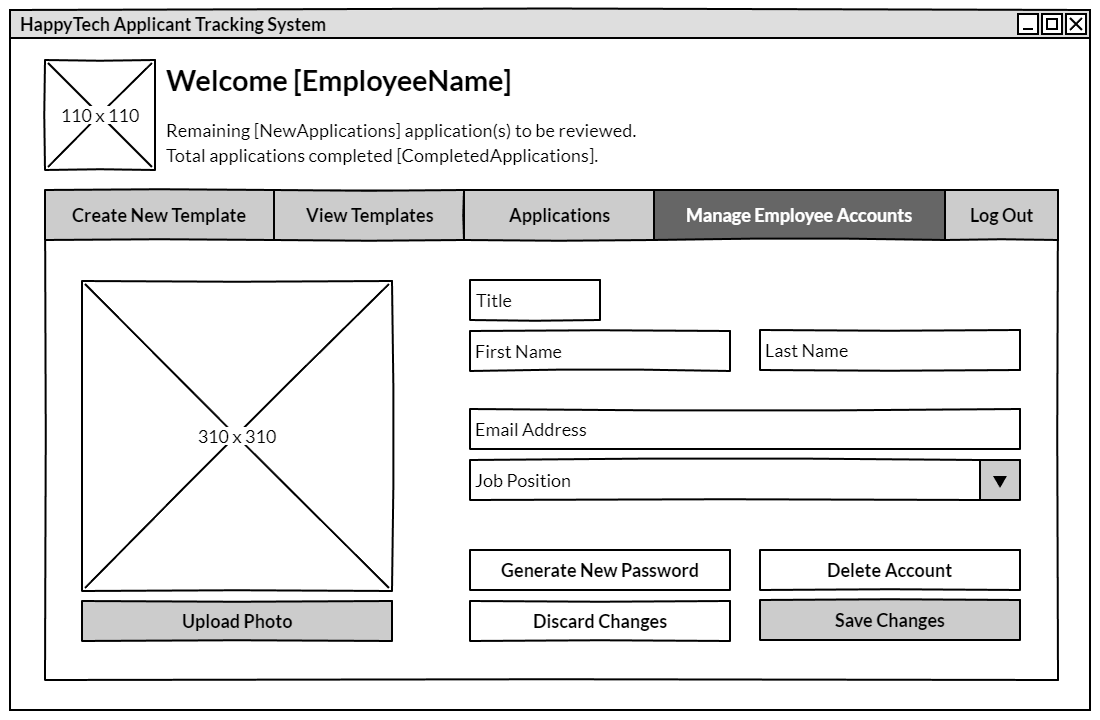 HappyTech Applicant Tracking System
110 x 110
Welcome [EmployeeName]
Remaining [NewApplications] application(s) to be reviewed.
Total applications completed [CompletedApplications].
Create New Template
View Templates
Applications
Manage Employee Accounts
Log Out
310 x 310
Upload Photo
Title
First Name
Last Name
Email Address
Job Position
Generate New Password
Delete Account
Discard Changes
Save Changes